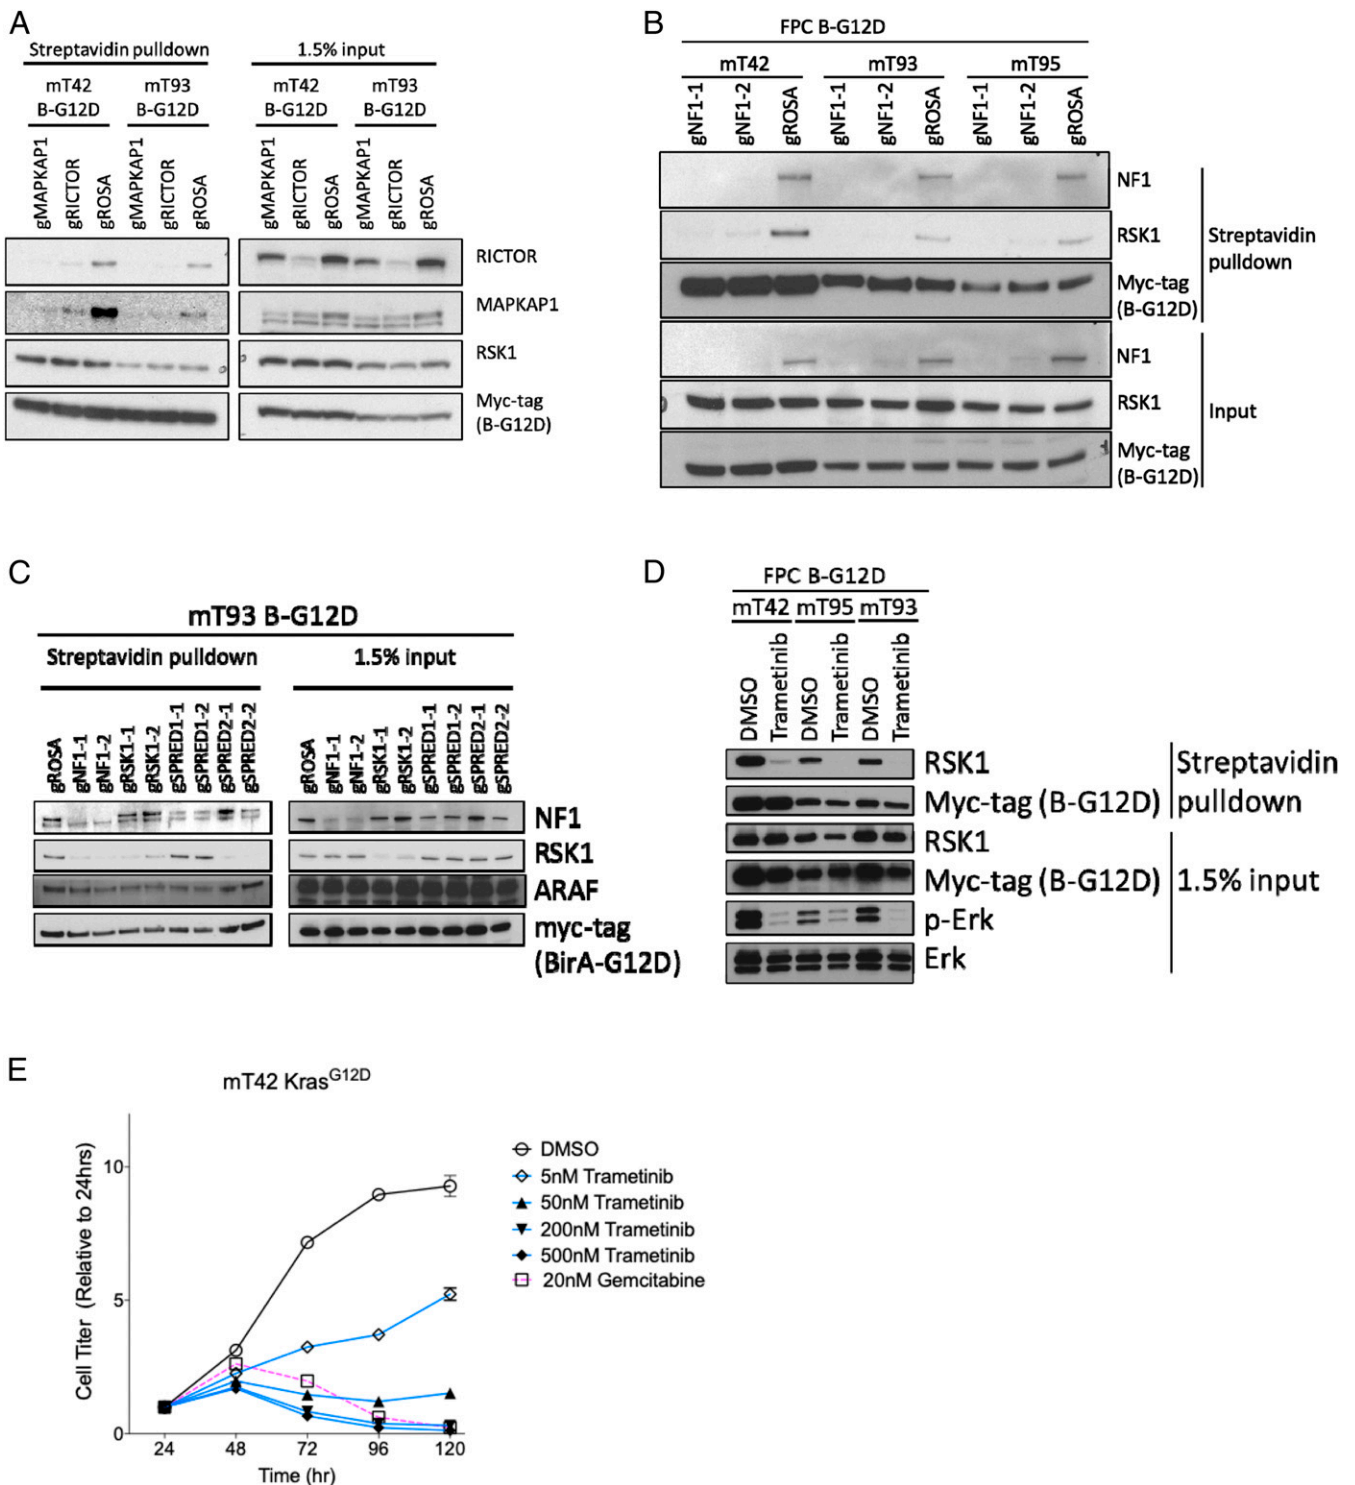 A
Streptavidin pulldown
1.5% input
mT42
B-G12D
mT93
B-G12D
mT42
B-G12D
mT93
B-G12D
gMAPKAP1
gRICTOR
gROSA
gMAPKAP1
gRICTOR
gROSA
gMAPKAP1
gRICTOR
gROSA
gMAPKAP1
gRICTOR
gROSA
RICTOR
MAPKAP1
RSK1
Myc-tag
(B-G12D)
B
FPC B-G12D
mT42
mT93
mT95
gNF1-1
gNF1-2
gROSA
gNF1-1
gNF1-2
gROSA
gNF1-1
gNF1-2
gROSA
NF1
RSK1
Myc-tag
(B-G12D)
Streptavidin
pulldown
NF1
RSK1
Myc-tag
(B-G12D)
Input
C
mT93 B-G12D
Streptavidin pulldown
1.5% input
gROSA
gNF1-1
gNF1-2
gRSK1-1
gRSK1-2
gSPRED1-1
gSPRED1-2
gSPRED2-1
gSPRED2-2
gROSA
gNF1-1
gNF1-2
gRSK1-1
gRSK1-2
gSPRED1-1
gSPRED1-2
gSPRED2-1
gSPRED2-2
NF1
RSK1
ARAF
myc-tag
(BirA-G12D)
D
FPC B-G12D
mT42 mT95 mT93
DMSO
Trametinib
DMSO
Trametinib
DMSO
Trametinib
RSK1
Myc-tag (B-G12D)
Streptavidin
pulldown
RSK1
Myc-tag (B-G12D)
p-Erk
Erk
1.5% input
E
mT42 Kras^G12D
Cell Titer (Relative to 24hrs)
10
5
0
24 48 72 96 120
Time (hr)
DMSO
5nM Trametinib
50nM Trametinib
200nM Trametinib
500nM Trametinib
20nM Gemcitabine